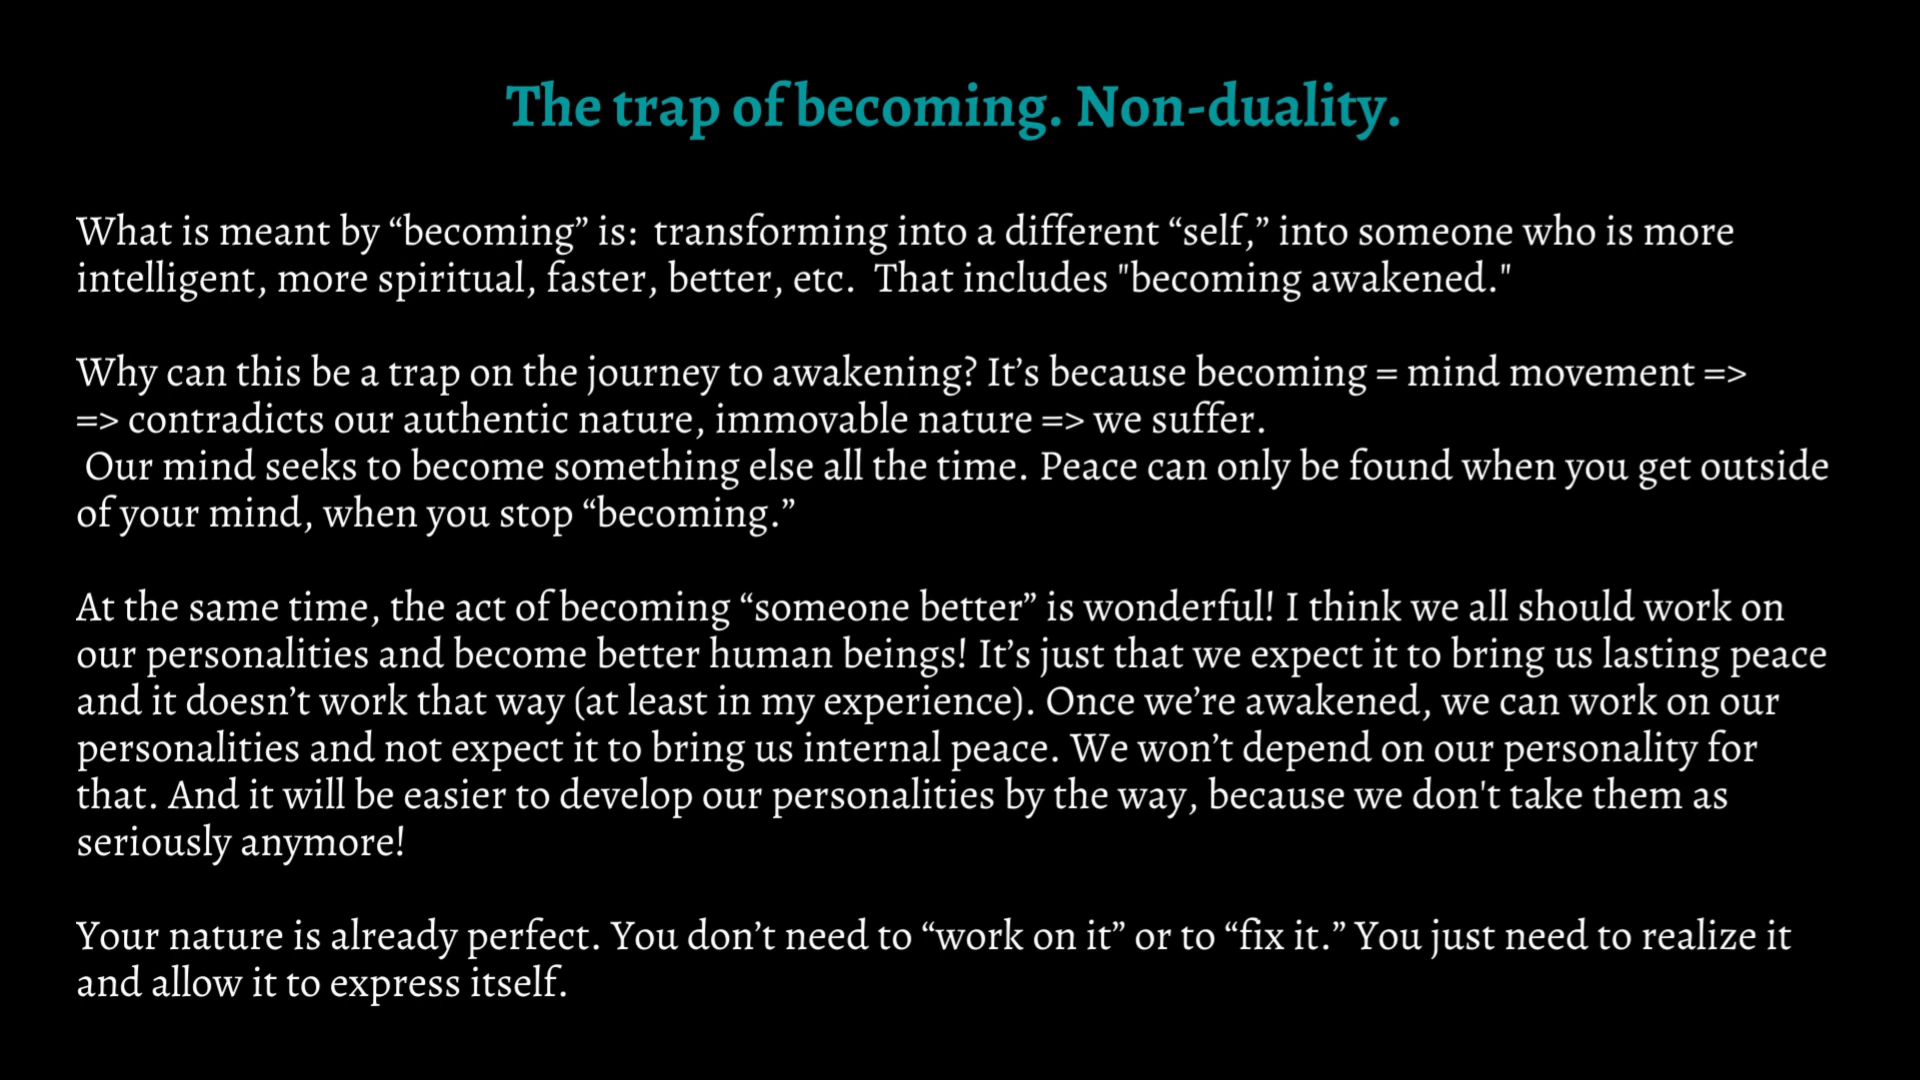 The trap of becoming. Non-duality.
What is meant by “becoming” is:  transforming into a different “self,” into someone who is more
intelligent, more spiritual, faster, better, etc.  That includes "becoming awakened."
Why can this be a trap on the journey to awakening? It’s because becoming = mind movement =>
=> contradicts our authentic nature, immovable nature => we suffer.
Our mind seeks to become something else all the time. Peace can only be found when you get outside
of your mind, when you stop “becoming.”
At the same time, the act of becoming “someone better” is wonderful! I think we all should work on
our personalities and become better human beings! It’s just that we expect it to bring us lasting peace
and it doesn’t work that way (at least in my experience). Once we’re awakened, we can work on our
personalities and not expect it to bring us internal peace. We won’t depend on our personality for
that. And it will be easier to develop our personalities by the way, because we don't take them as
seriously anymore!
Your nature is already perfect. You don’t need to “work on it” or to “fix it.” You just need to realize it
and allow it to express itself.